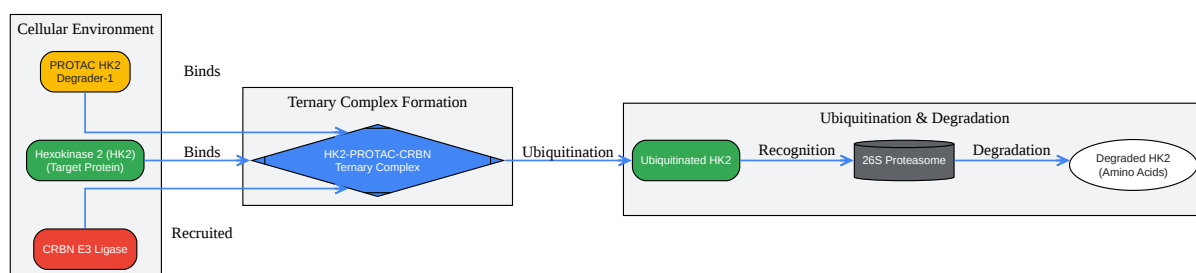 Cellular Environment
PROTAC HK2
Degrader-1
Binds
Hexokinase 2 (HK2)
(Target Protein)
Binds
CRBN E3 Ligase
Recruited
Ternary Complex Formation
HK2-PROTAC-CRBN
Ternary Complex
Ubiquitination
Ubiquitination & Degradation
Ubiquitinated HK2
Recognition
26S Proteasome
Degradation
Degraded HK2
(Amino Acids)